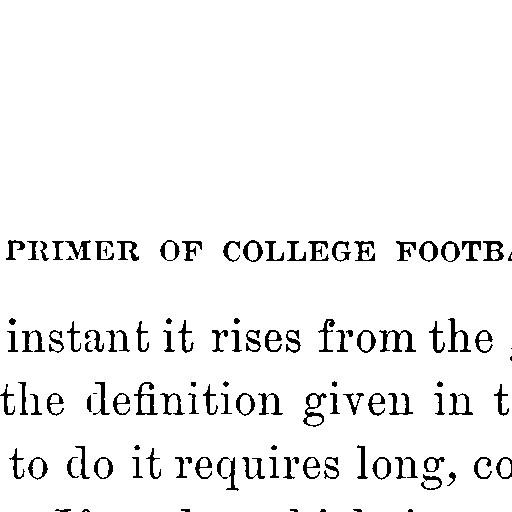 PRIMER OF COLLEGE
instant it rises from the
the definition given in
to do it requires long,